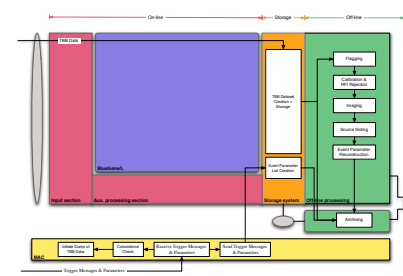 On-line
Storage
Off-line
TBB Data
Flagging
Calibration &
RFI Rejection
Imaging
Source finding
Event Parameter
Reconstruction
Archiving
TBB Dataset
Creation +
Storage
Event Parameter
List Creation
BlueGene/L
Input section
Aux. processing section
Storage system
Off-line processing
Initiate Dump of
TBB Data
Coincidence
Check
Receive Trigger Messages
& Parameters
Send Trigger Messages
& Parameters
MAC
Trigger Messages & Parameters